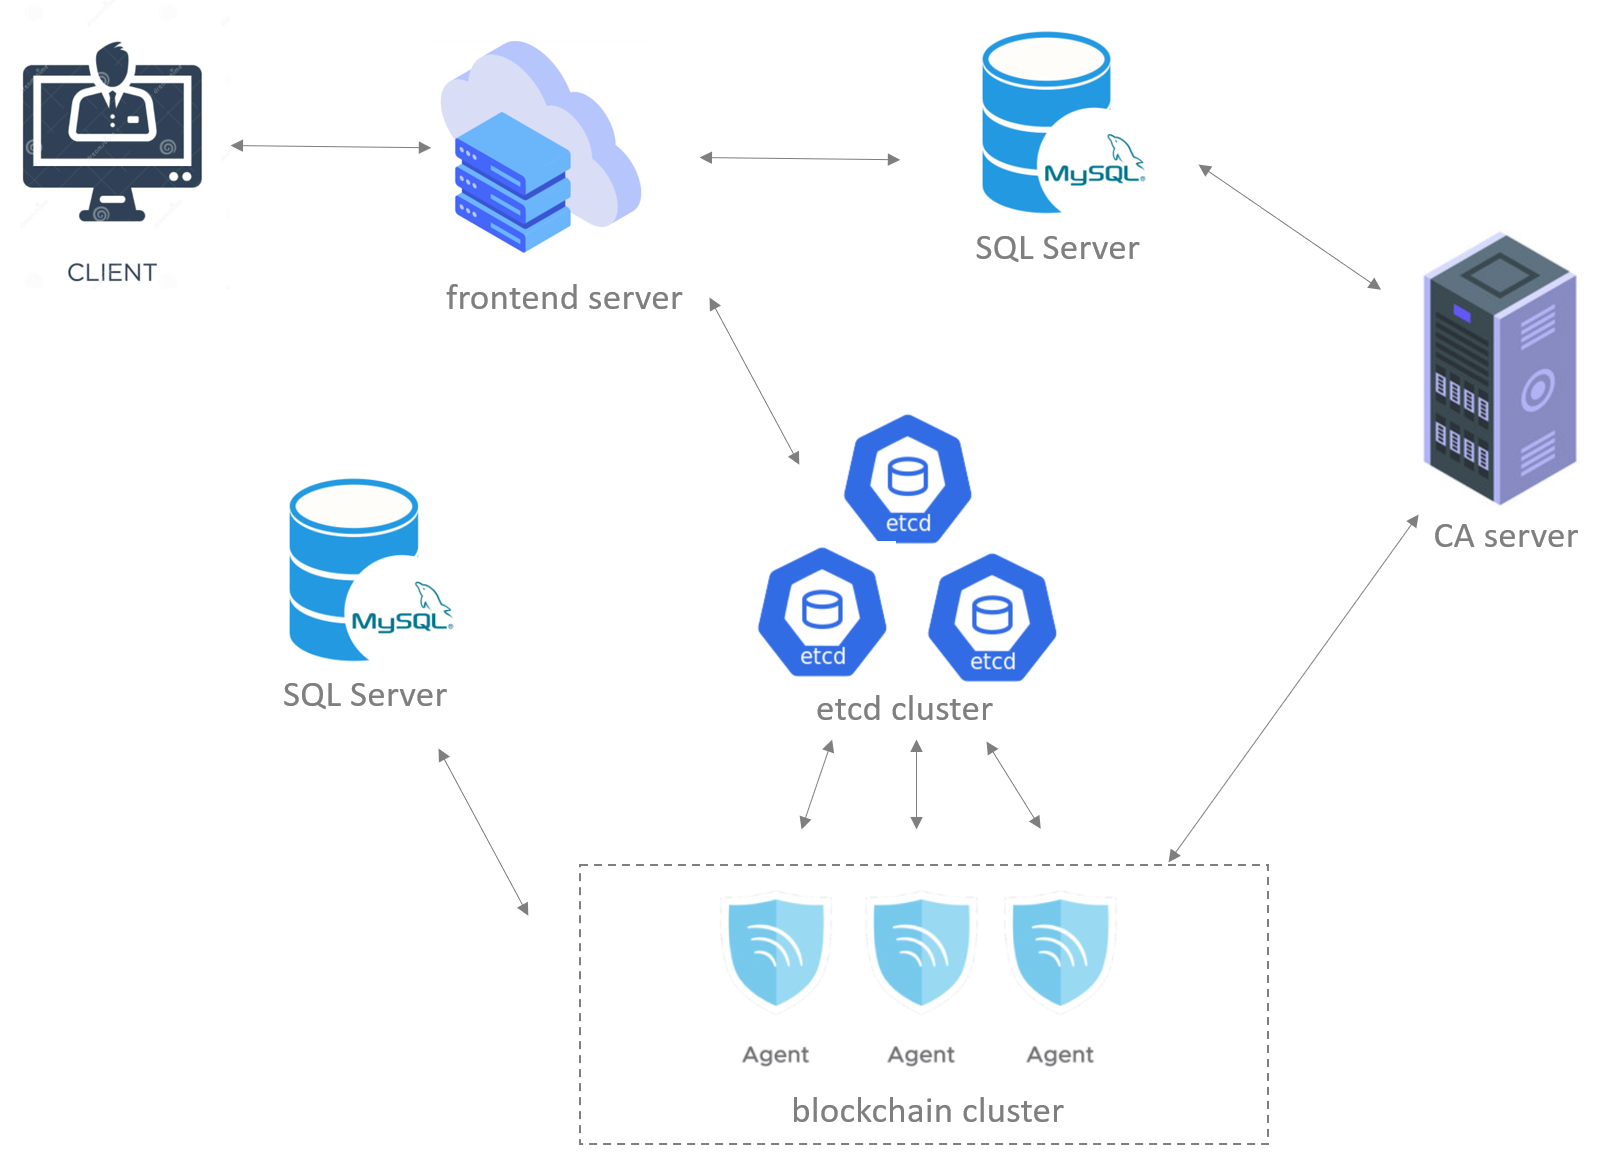 CLIENT
frontend server
MySQL
SQL Server
CA server
etcd
etcd
etcd
etcd cluster
MySQL
SQL Server
Agent
Agent
Agent
blockchain cluster